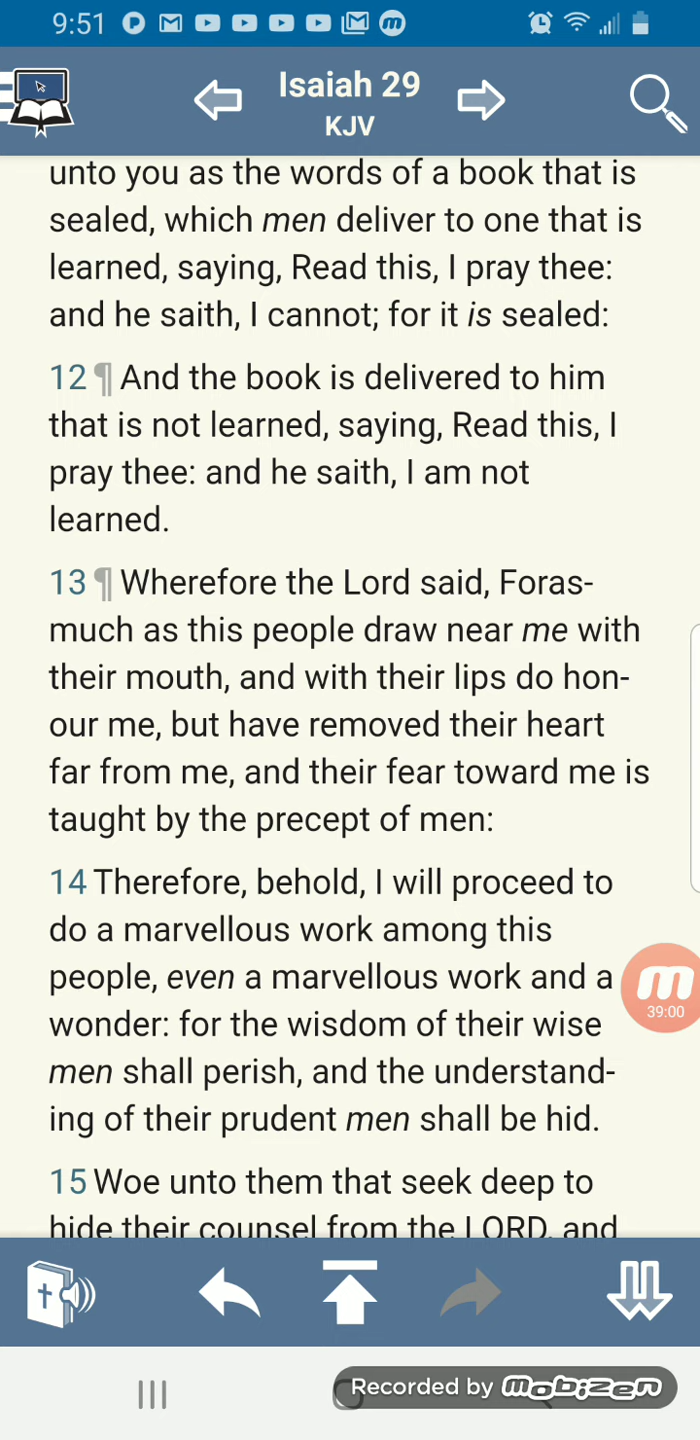 9:51
Isaiah 29
KJV
unto you as the words of a book that is
sealed, which men deliver to one that is
learned, saying, Read this, I pray thee:
and he saith, I cannot; for it is sealed:
12 ¶ And the book is delivered to him
that is not learned, saying, Read this, I
pray thee: and he saith, I am not
learned.
13 ¶ Wherefore the Lord said, Foras-
much as this people draw near me with
their mouth, and with their lips do hon-
our me, but have removed their heart
far from me, and their fear toward me is
taught by the precept of men:
14 Therefore, behold, I will proceed to
do a marvellous work among this
people, even a marvellous work and a
wonder: for the wisdom of their wise
men shall perish, and the understand-
ing of their prudent men shall be hid.
15 Woe unto them that seek deep to
hide their counsel from the LORD, and
m
39:00
Recorded by mobizen